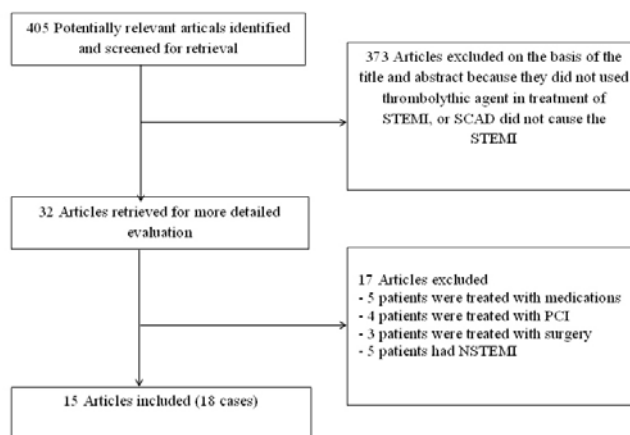 405 Potentially relevant articals identified
and screened for retrieval
373 Articles excluded on the basis of the
title and abstract because they did not used
thrombolythic agent in treatment of
STEMI, or SCAD did not cause the
STEMI
32 Articles retrieved for more detailed
evaluation
17 Articles excluded
- 5 patients were treated with medications
- 4 patients were treated with PCI
- 3 patients were treated with surgery
- 5 patients had NSTEMI
15 Articles included (18 cases)